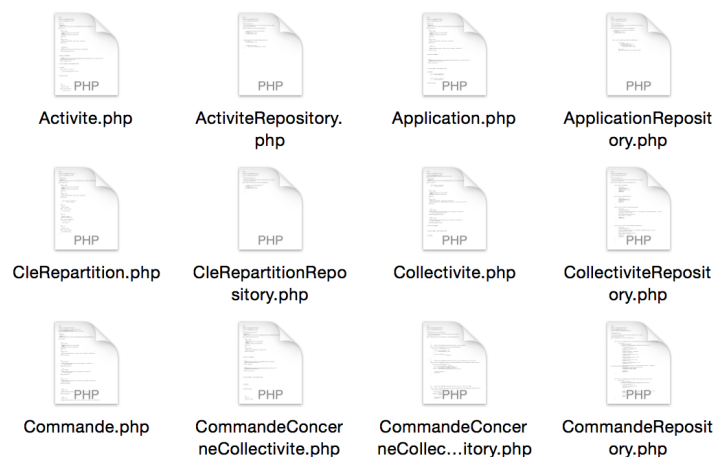 PHP PHP PHP PHP
Activite.php ActiviteRepository. Application.php ApplicationReposit
php ory.php
PHP PHP PHP PHP
CleRepartition.php CleRepartitionRepo Collectivite.php CollectiviteReposit
sitory.php ory.php
PHP PHP PHP PHP
Commande.php CommandeConcer CommandeConcer CommandeReposit
neCollectivite.php neCollec...itory.php ory.php